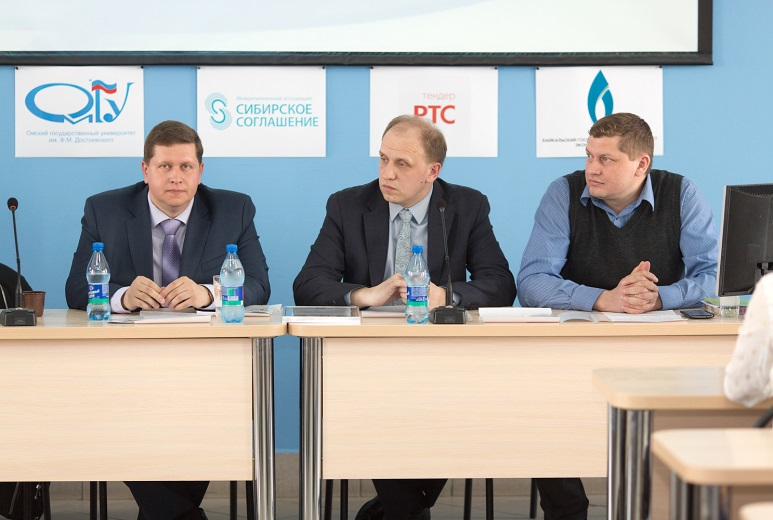 ОмГУ
Омский государственный университет
им. Ф.М. Достоевского
Межрегиональная ассоциация
СИБИРСКОЕ
СОГЛАШЕНИЕ
тендер
РТС